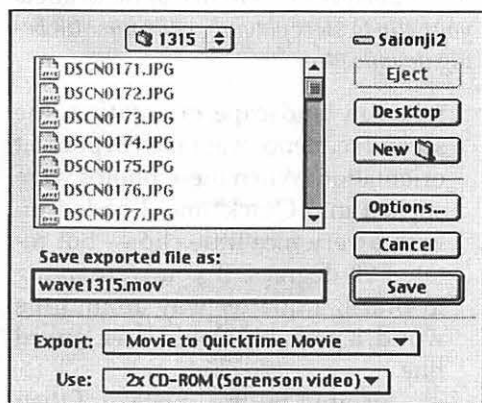 1315
Saionji2
DSCN0171.JPG
DSCN0172.JPG
DSCN0173.JPG
DSCN0174.JPG
DSCN0175.JPG
DSCN0176.JPG
DSCN0177.JPG
Eject
Desktop
New
Options...
Cancel
Save
Save exported file as:
wave1315.mov
Export: Movie to QuickTime Movie
Use: 2x CD-ROM (Sorenson video)